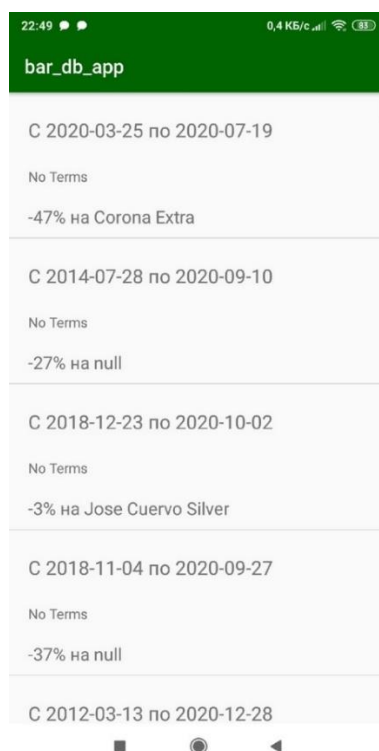 22:49 0,4 КБ/с 83
bar_db_app
С 2020-03-25 по 2020-07-19
No Terms
-47% на Corona Extra
С 2014-07-28 по 2020-09-10
No Terms
-27% на null
С 2018-12-23 по 2020-10-02
No Terms
-3% на Jose Cuervo Silver
С 2018-11-04 по 2020-09-27
No Terms
-37% на null
С 2012-03-13 по 2020-12-28